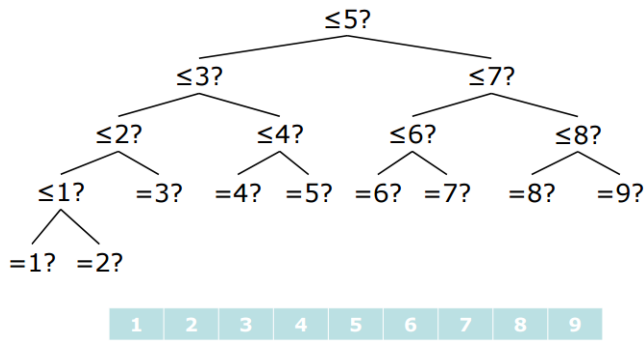 ≤5?
≤3? ≤7?
≤2? ≤4? ≤6? ≤8?
≤1? =3? =4? =5? =6? =7? =8? =9?
=1? =2?
1 2 3 4 5 6 7 8 9